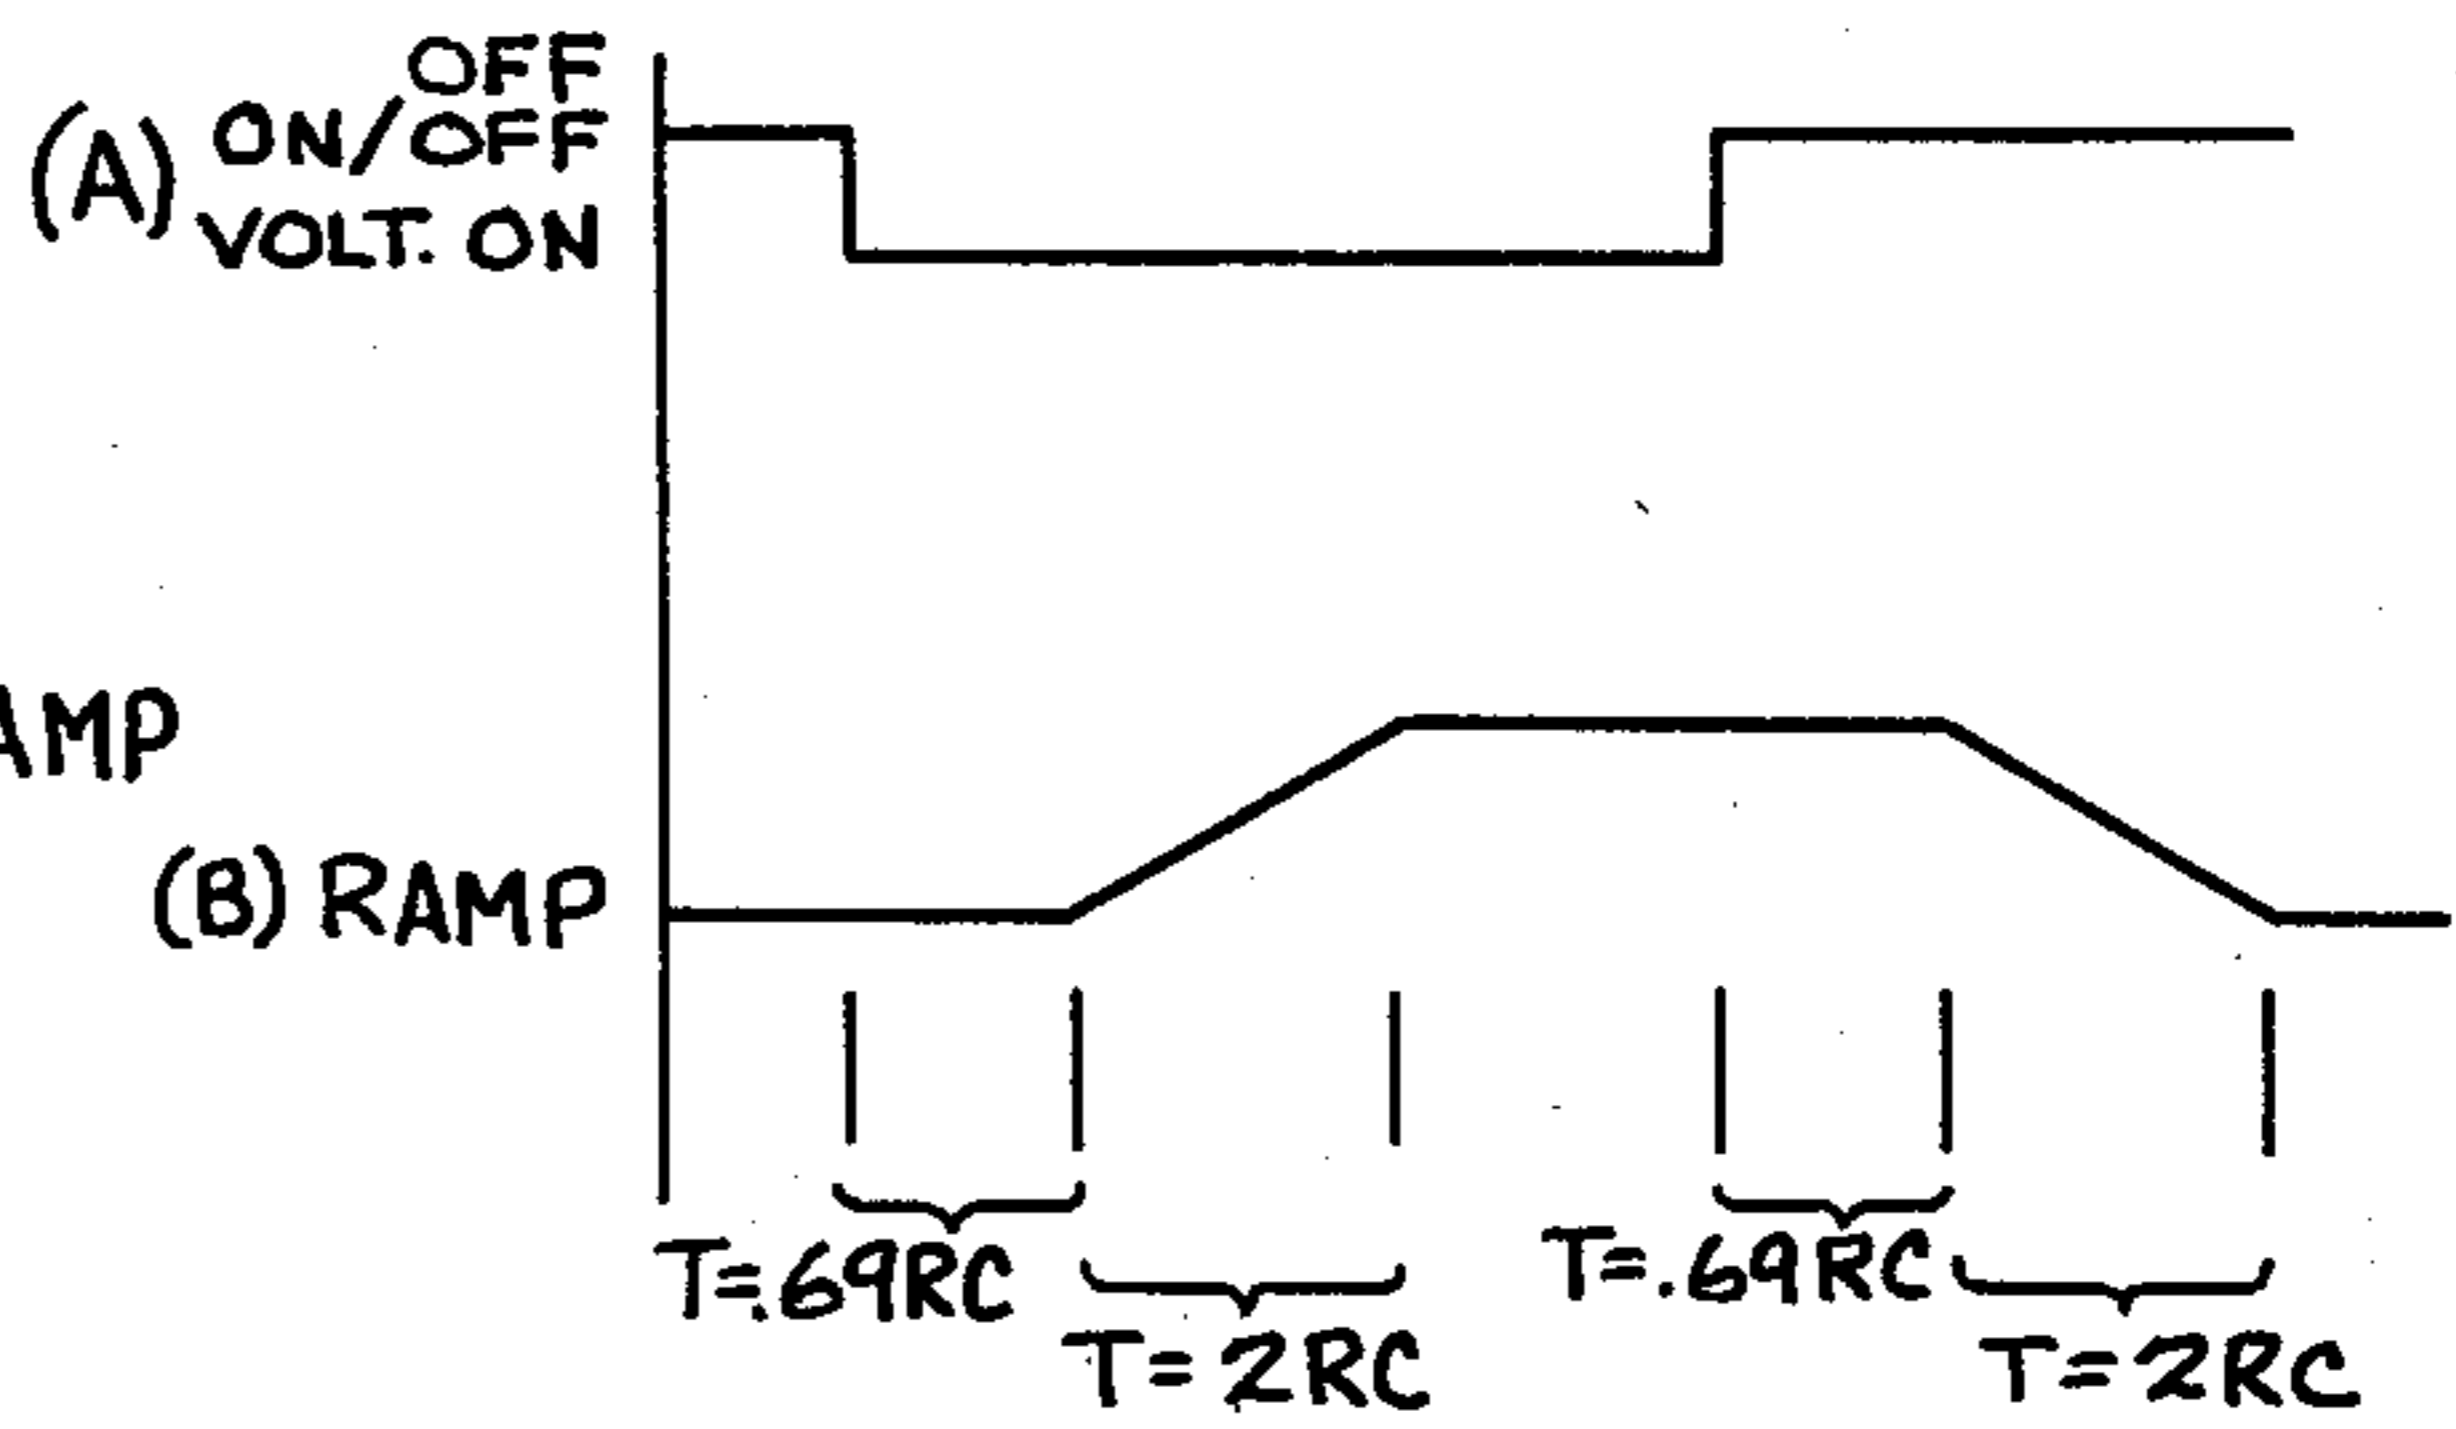 OFF
(A) ON/OFF
VOLT. ON
AMP
(B) RAMP
T=.69RC
T=.69RC
T=2RC
T=2RC